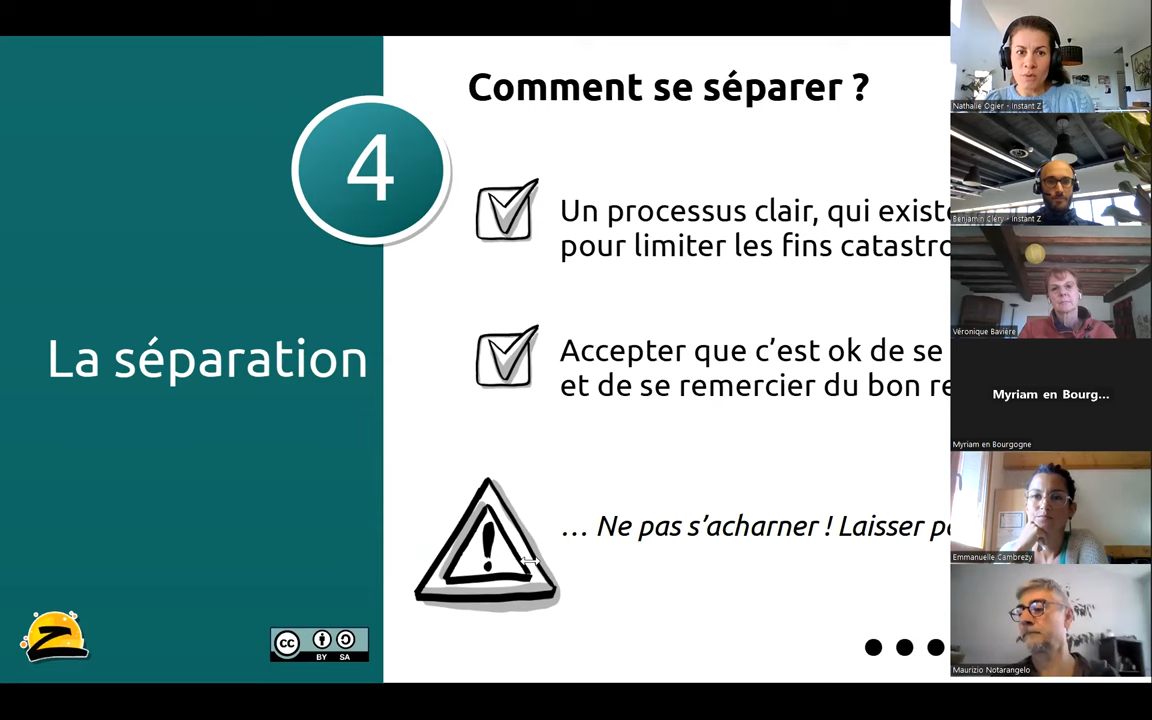 Comment se séparer ?
4
Un processus clair, qui existe
pour limiter les fins catastro
La séparation
Accepter que c’est ok de se
et de se remercier du bon re
… Ne pas s’acharner ! Laisser pa
Z
cc
BY SA
Nathalie Ogier - Instant Z
Benjamin Cléry - Instant Z
Véronique Bavière
Myriam en Bourg...
Myriam en Bourgogne
Emmanuelle Cambrezy
Maurizio Notarangelo